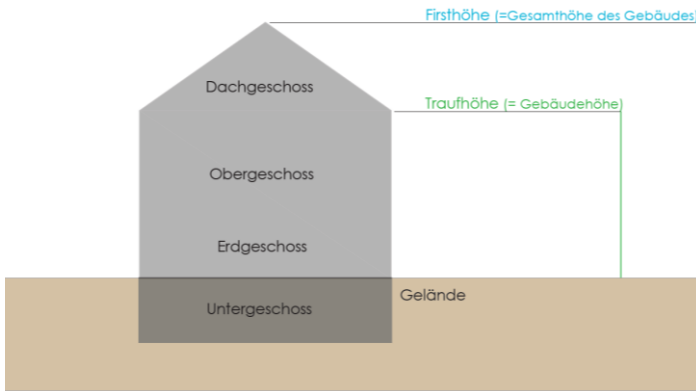 Firsthöhe (=Gesamthöhe des Gebäudes)
Dachgeschoss
Traufhöhe (= Gebäudehöhe)
Obergeschoss
Erdgeschoss
Gelände
Untergeschoss